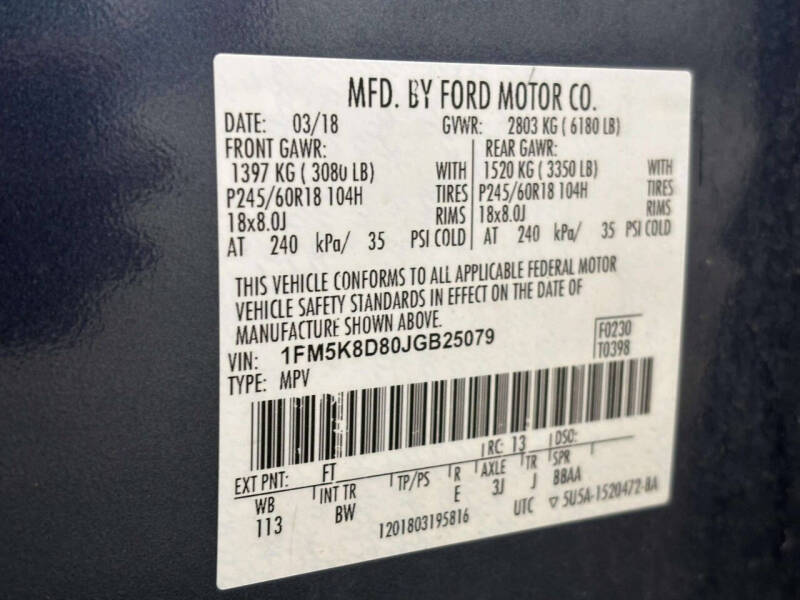 MFD. BY FORD MOTOR CO.
DATE: 03/18 GVWR: 2803 KG ( 6180 LB)
FRONT GAWR: REAR GAWR:
1397 KG ( 3080 LB) WITH 1520 KG ( 3350 LB) WITH
P245/60R18 104H TIRES P245/60R18 104H TIRES
18x8.0J RIMS 18x8.0J RIMS
AT 240 kPa/ 35 PSI COLD AT 240 kPa/ 35 PSI COLD
THIS VEHICLE CONFORMS TO ALL APPLICABLE FEDERAL MOTOR
VEHICLE SAFETY STANDARDS IN EFFECT ON THE DATE OF
MANUFACTURE SHOWN ABOVE.
VIN: 1FM5K8D80JGB25079 F0230
TYPE: MPV T0398
EXT PNT: FT RC: 13 DSO:
WB INT TR TP/PS R AXLE TR SPR
113 BW E 3J J BBAA
1201803195816 UTC ▽ 5U5A-1520472-BA